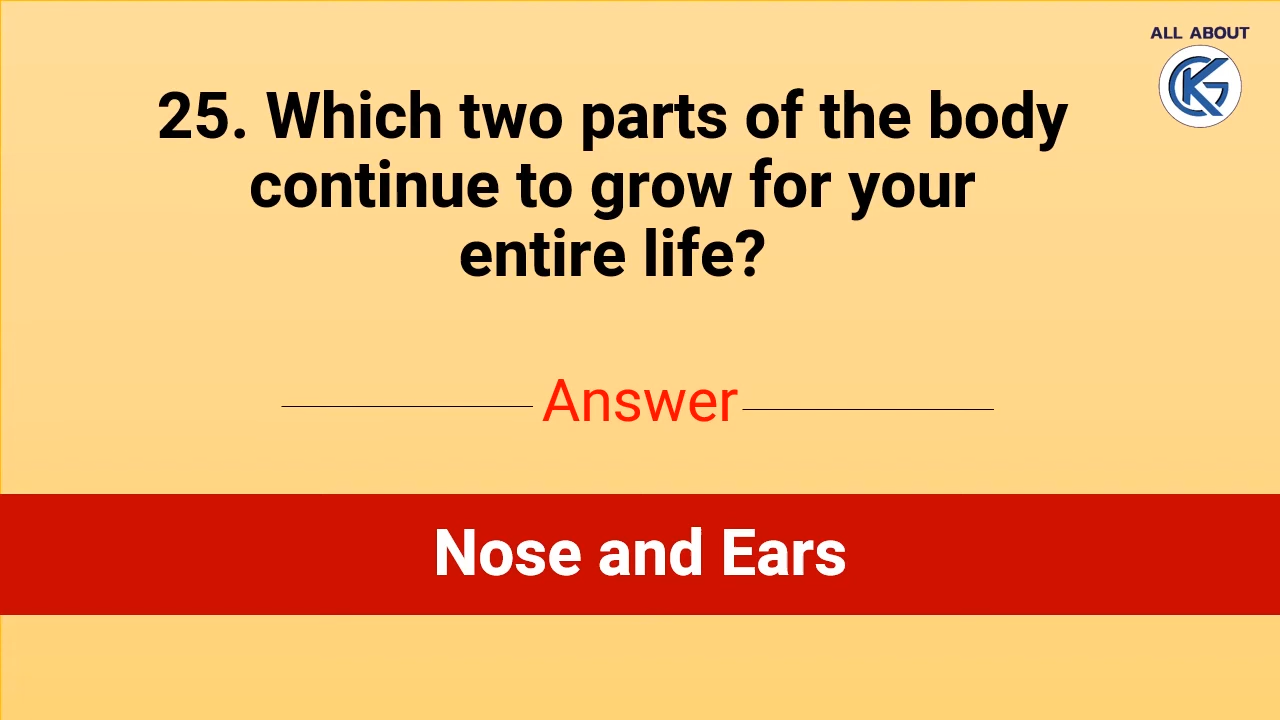 ALL ABOUT
GK
25. Which two parts of the body
continue to grow for your
entire life?
Answer
Nose and Ears